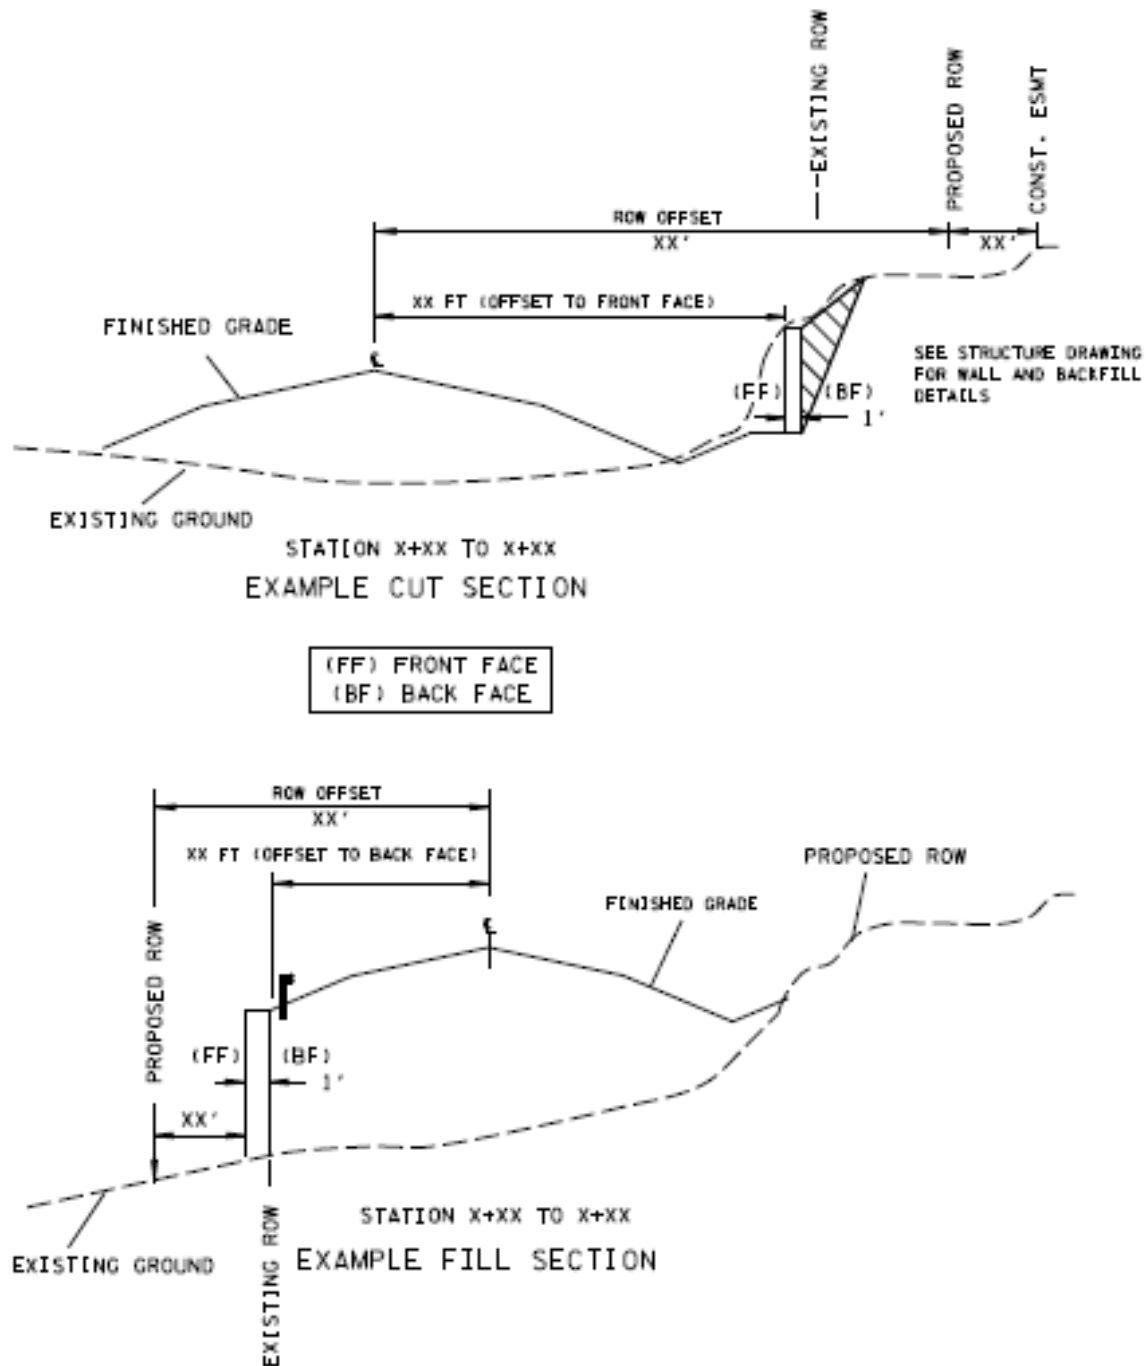 EXISTING ROW
PROPOSED ROW
CONST. ESMT
ROW OFFSET
XX'
XX'
XX FT (OFFSET TO FRONT FACE)
FINISHED GRADE
℄
SEE STRUCTURE DRAWING
FOR WALL AND BACKFILL
DETAILS
(FF)
(BF)
1'
EXISTING GROUND
STATION X+XX TO X+XX
EXAMPLE CUT SECTION
(FF) FRONT FACE
(BF) BACK FACE
ROW OFFSET
XX'
XX FT (OFFSET TO BACK FACE)
PROPOSED ROW
FINISHED GRADE
℄
PROPOSED ROW
(FF)
(BF)
1'
XX'
STATION X+XX TO X+XX
EXAMPLE FILL SECTION
EXISTING GROUND
EXISTING ROW